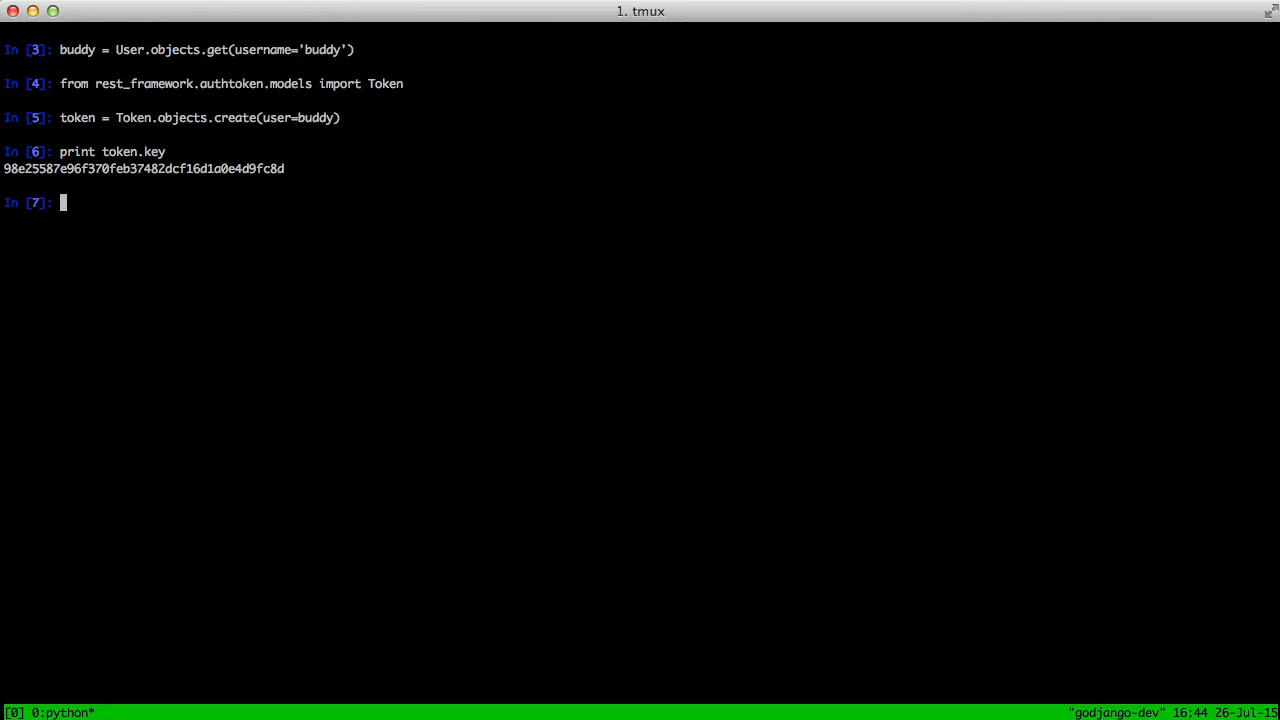 1. tmux
In [3]: buddy = User.objects.get(username='buddy')
In [4]: from rest_framework.authtoken.models import Token
In [5]: token = Token.objects.create(user=buddy)
In [6]: print token.key
98e25587e96f370feb37482dcf16d1a0e4d9fc8d
In [7]:
[0] 0:python* "godjango-dev" 16:44 26-Jul-15